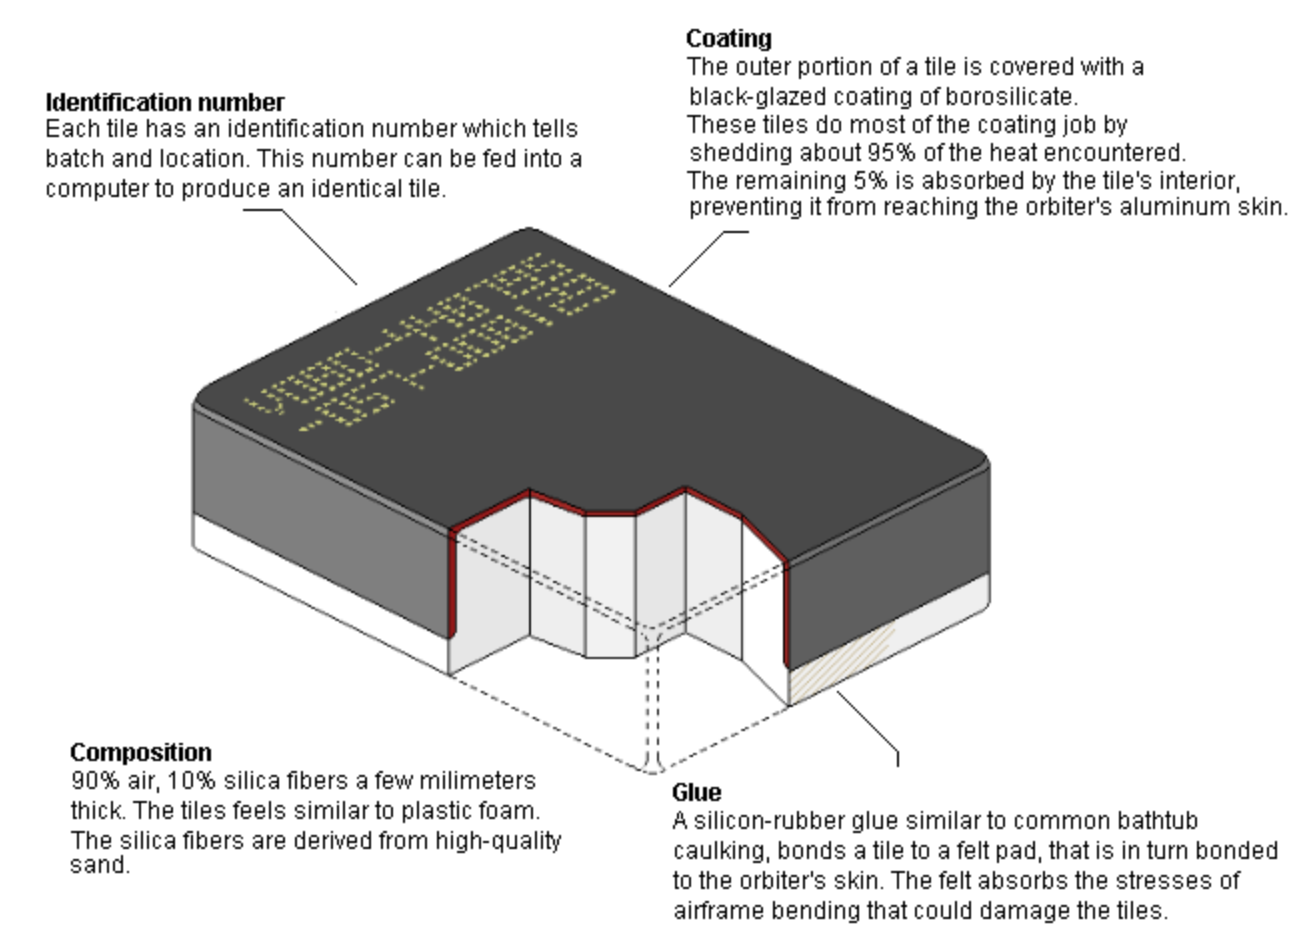 Identification number
Each tile has an identification number which tells
batch and location. This number can be fed into a
computer to produce an identical tile.
Coating
The outer portion of a tile is covered with a
black-glazed coating of borosilicate.
These tiles do most of the coating job by
shedding about 95% of the heat encountered.
The remaining 5% is absorbed by the tile's interior,
preventing it from reaching the orbiter's aluminum skin.
Composition
90% air, 10% silica fibers a few milimeters
thick. The tiles feels similar to plastic foam.
The silica fibers are derived from high-quality
sand.
Glue
A silicon-rubber glue similar to common bathtub
caulking, bonds a tile to a felt pad, that is in turn bonded
to the orbiter's skin. The felt absorbs the stresses of
airframe bending that could damage the tiles.